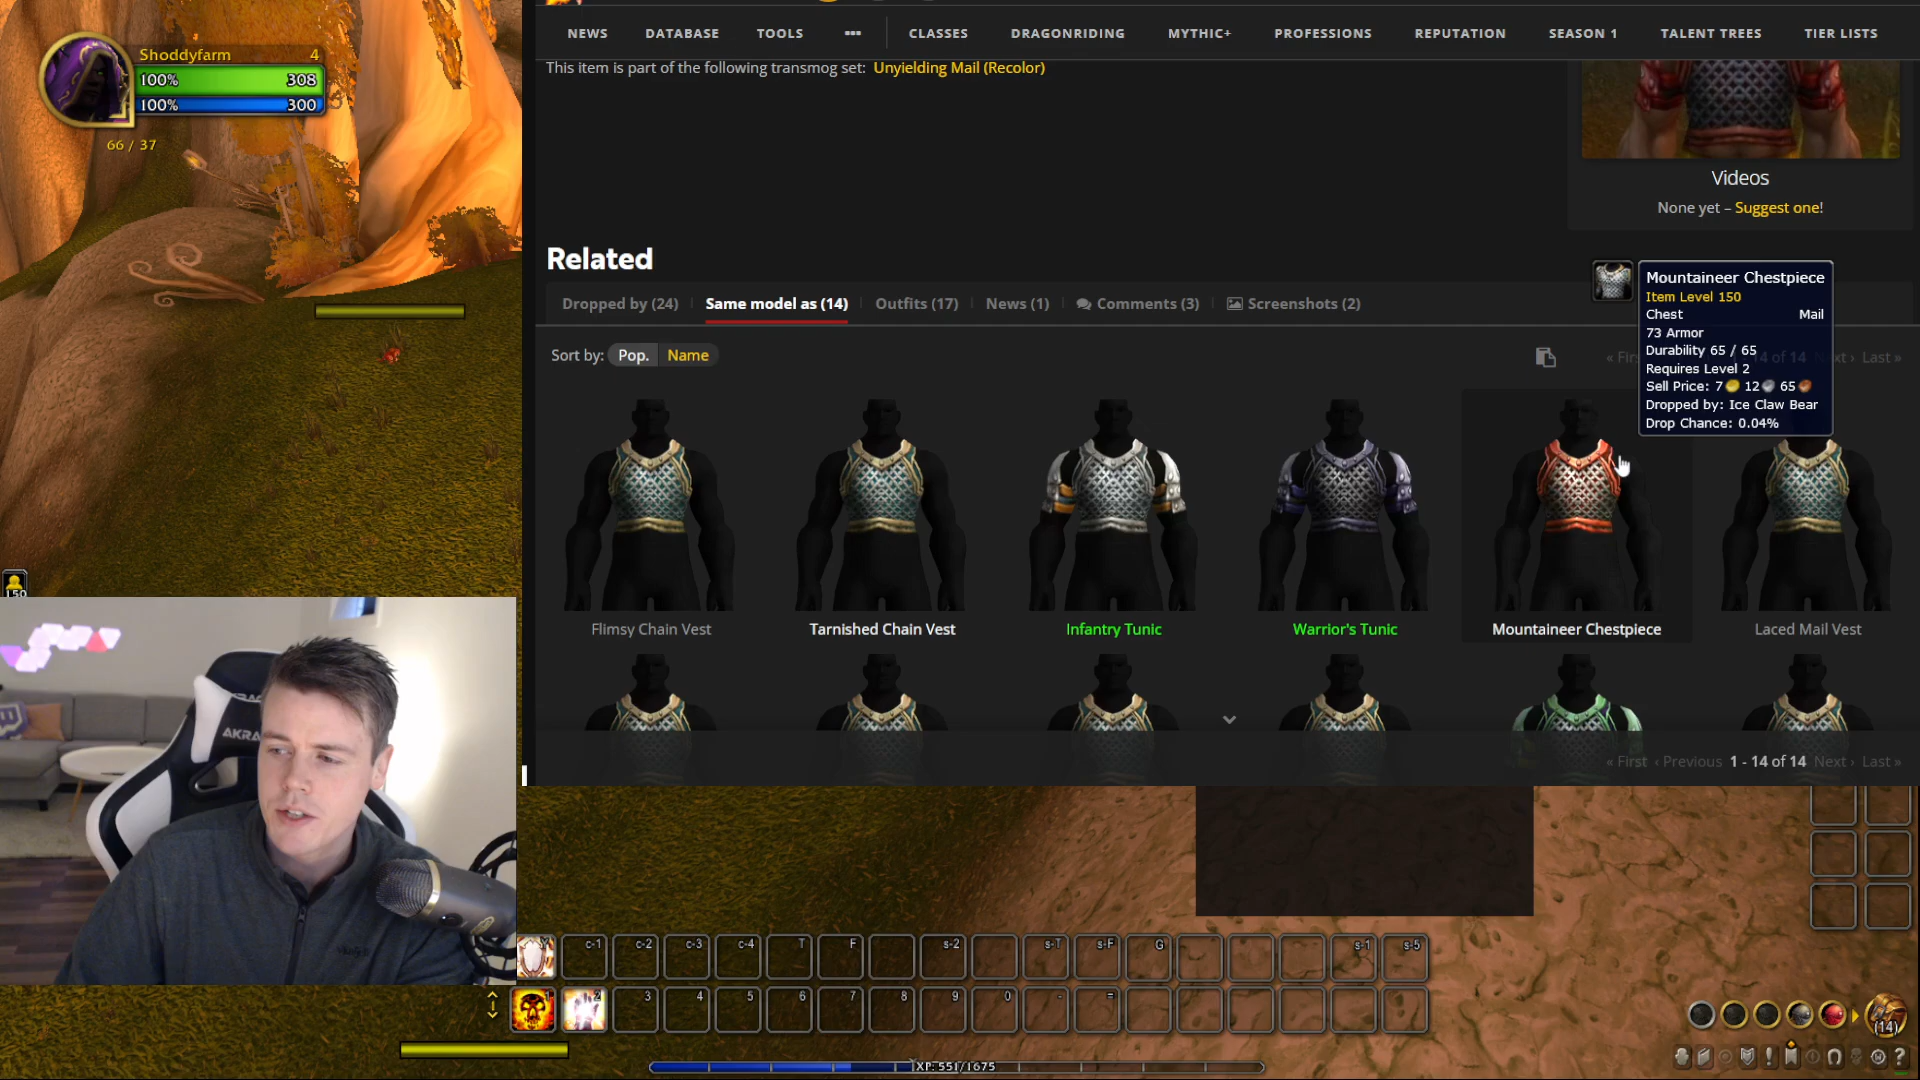 Shoddyfarm 4
100% 308
100% 300
66 / 37
NEWS DATABASE TOOLS CLASSES DRAGONRIDING MYTHIC+ PROFESSIONS REPUTATION SEASON 1 TALENT TREES TIER LISTS
This item is part of the following transmog set: Unyielding Mail (Recolor)
Videos
None yet – Suggest one!
Related
Dropped by (24) Same model as (14) Outfits (17) News (1) Comments (3) Screenshots (2)
Mountaineer Chestpiece
Item Level 150
Chest Mail
73 Armor
Durability 65 / 65
Requires Level 2
Sell Price: 7 12 65
Dropped by: Ice Claw Bear
Drop Chance: 0.04%
Sort by: Pop. Name
Last »
Flimsy Chain Vest Tarnished Chain Vest Infantry Tunic Warrior's Tunic Mountaineer Chestpiece Laced Mail Vest
« First ‹ Previous 1 - 14 of 14 Next › Last »
150
AKRA
c-1 c-2 c-3 c-4 T F s-2 s-T s-F G s-1 s-5
1 2 3 4 5 6 7 8 9 0 - =
(14)
XP: 551/1675